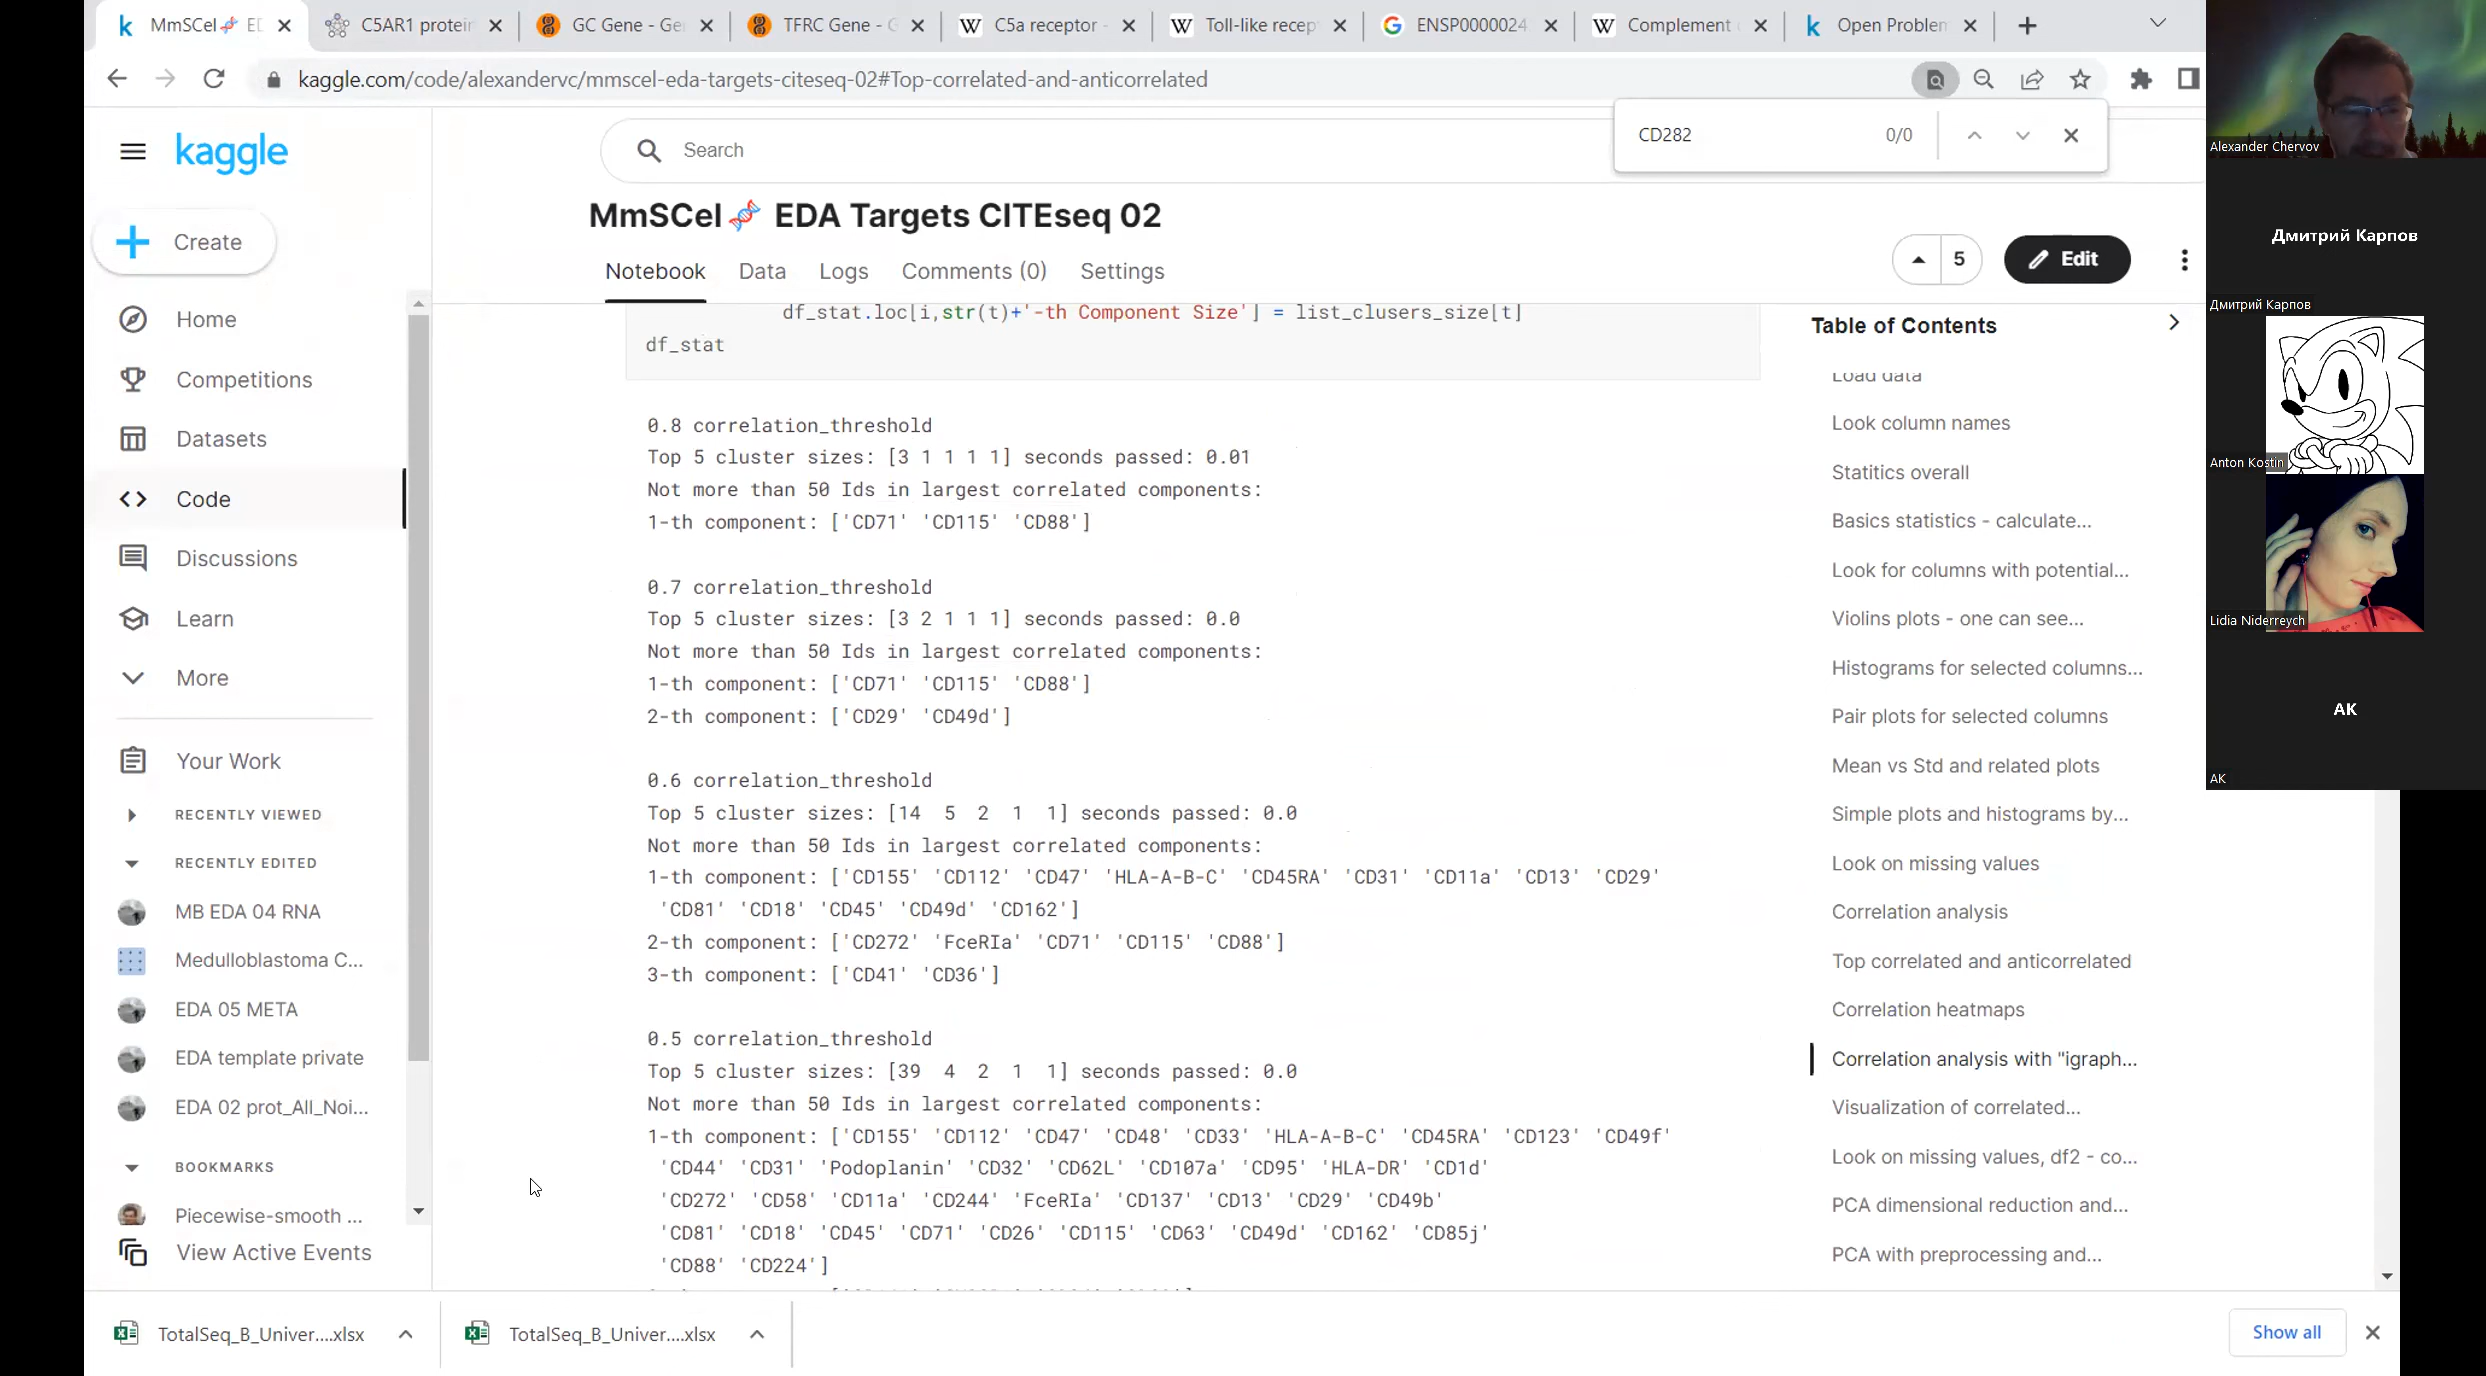 MmSCel EC
C5AR1 protein
GC Gene - Ge
TFRC Gene - G
C5a receptor -
Toll-like recep
ENSP0000024
Complement
Open Problem
kaggle.com/code/alexandervc/mmscel-eda-targets-citeseq-02#Top-correlated-and-anticorrelated
CD282 0/0
kaggle
Search
Create
Home
Competitions
Datasets
Code
Discussions
Learn
More
Your Work
RECENTLY VIEWED
RECENTLY EDITED
MB EDA 04 RNA
Medulloblastoma C...
EDA 05 META
EDA template private
EDA 02 prot_All_Noi...
BOOKMARKS
Piecewise-smooth ...
View Active Events
MmSCel EDA Targets CITEseq 02
5
Edit
Notebook Data Logs Comments (0) Settings
df_stat.loc[i,str(t)+'-th Component Size'] = list_clusers_size[t]
df_stat
0.8 correlation_threshold
Top 5 cluster sizes: [3 1 1 1 1] seconds passed: 0.01
Not more than 50 Ids in largest correlated components:
1-th component: ['CD71' 'CD115' 'CD88']
0.7 correlation_threshold
Top 5 cluster sizes: [3 2 1 1 1] seconds passed: 0.0
Not more than 50 Ids in largest correlated components:
1-th component: ['CD71' 'CD115' 'CD88']
2-th component: ['CD29' 'CD49d']
0.6 correlation_threshold
Top 5 cluster sizes: [14 5 2 1 1] seconds passed: 0.0
Not more than 50 Ids in largest correlated components:
1-th component: ['CD155' 'CD112' 'CD47' 'HLA-A-B-C' 'CD45RA' 'CD31' 'CD11a' 'CD13' 'CD29'
'CD81' 'CD18' 'CD45' 'CD49d' 'CD162']
2-th component: ['CD272' 'FceRIa' 'CD71' 'CD115' 'CD88']
3-th component: ['CD41' 'CD36']
0.5 correlation_threshold
Top 5 cluster sizes: [39 4 2 1 1] seconds passed: 0.0
Not more than 50 Ids in largest correlated components:
1-th component: ['CD155' 'CD112' 'CD47' 'CD48' 'CD33' 'HLA-A-B-C' 'CD45RA' 'CD123' 'CD49f'
'CD44' 'CD31' 'Podoplanin' 'CD32' 'CD62L' 'CD107a' 'CD95' 'HLA-DR' 'CD1d'
'CD272' 'CD58' 'CD11a' 'CD244' 'FceRIa' 'CD137' 'CD13' 'CD29' 'CD49b'
'CD81' 'CD18' 'CD45' 'CD71' 'CD26' 'CD115' 'CD63' 'CD49d' 'CD162' 'CD85j'
'CD88' 'CD224']
Table of Contents
Load data
Look column names
Statitics overall
Basics statistics - calculate...
Look for columns with potential...
Violins plots - one can see...
Histograms for selected columns...
Pair plots for selected columns
Mean vs Std and related plots
Simple plots and histograms by...
Look on missing values
Correlation analysis
Top correlated and anticorrelated
Correlation heatmaps
Correlation analysis with "igraph...
Visualization of correlated...
Look on missing values, df2 - co...
PCA dimensional reduction and...
PCA with preprocessing and...
Alexander Chervov
Дмитрий Карпов
Дмитрий Карпов
Anton Kostin
Lidia Niderreych
AK
AK
TotalSeq_B_Univer....xlsx
TotalSeq_B_Univer....xlsx
Show all